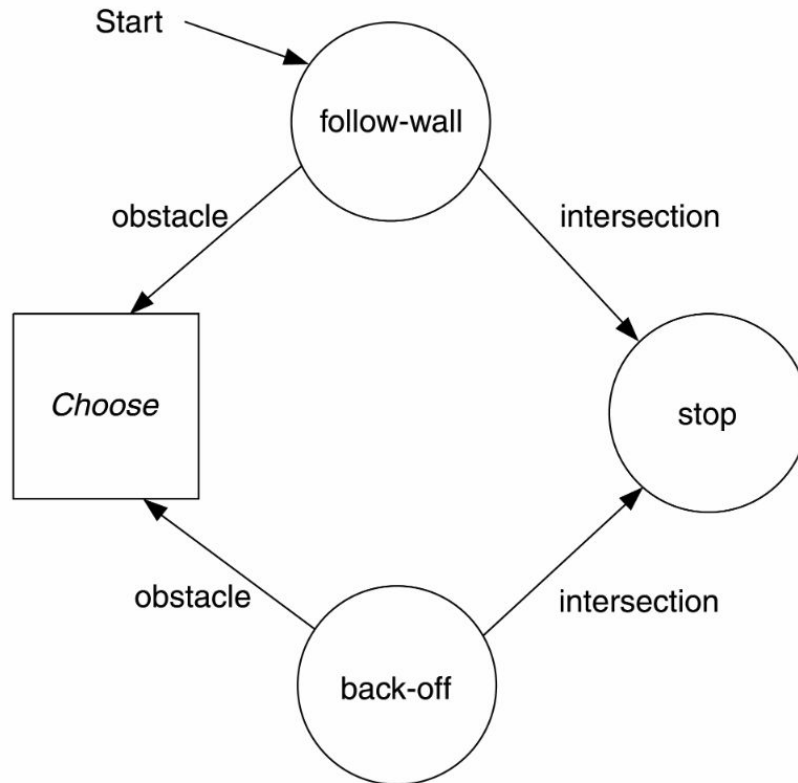 Start
follow-wall
obstacle
intersection
Choose
stop
obstacle
intersection
back-off